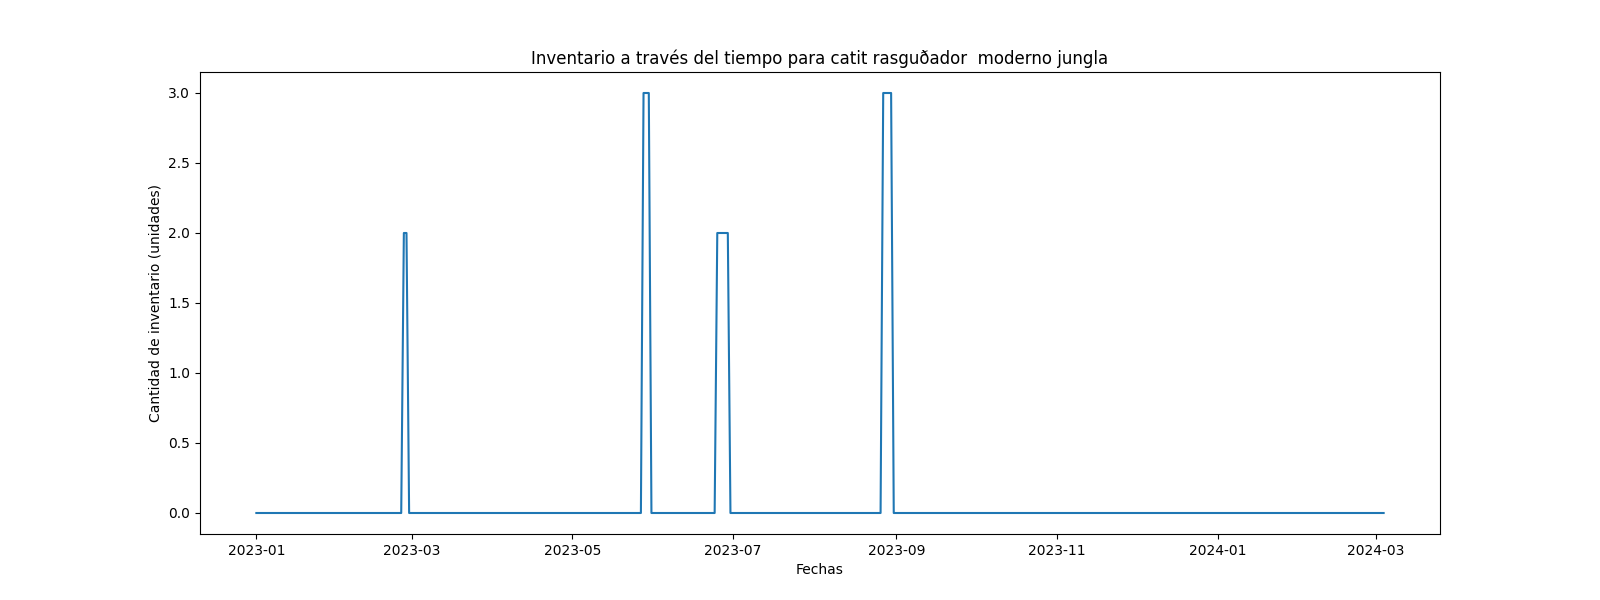 Inventario a través del tiempo para catit rasguðador  moderno jungla
3.0
2.5
2.0
1.5
1.0
0.5
0.0
Cantidad de inventario (unidades)
2023-01 2023-03 2023-05 2023-07 2023-09 2023-11 2024-01 2024-03
Fechas